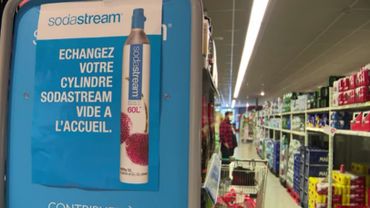 sodastream
ECHANGEZ
VOTRE
CYLINDRE
SODASTREAM
VIDE A
L'ACCUEIL.
sodastream
60L